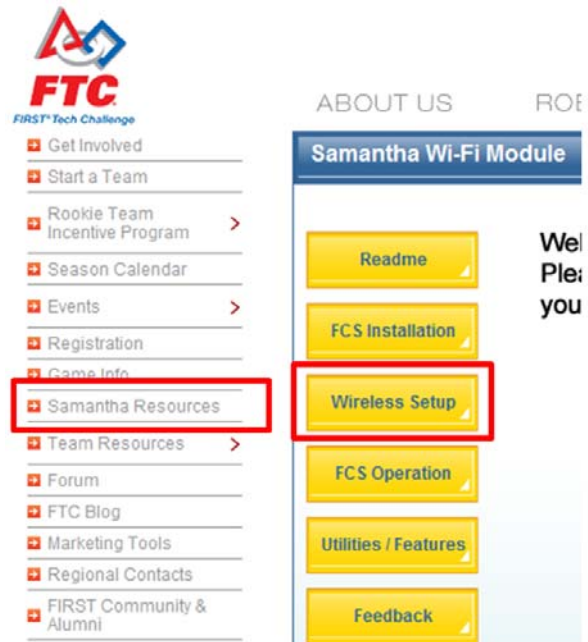 FTC
FIRST® Tech Challenge
Get Involved
Start a Team
Rookie Team
Incentive Program
Season Calendar
Events
Registration
Game Info
Samantha Resources
Team Resources
Forum
FTC Blog
Marketing Tools
Regional Contacts
FIRST Community &
Alumni
ABOUT US
Samantha Wi-Fi Module
Readme
FCS Installation
Wireless Setup
FCS Operation
Utilities / Features
Feedback
you